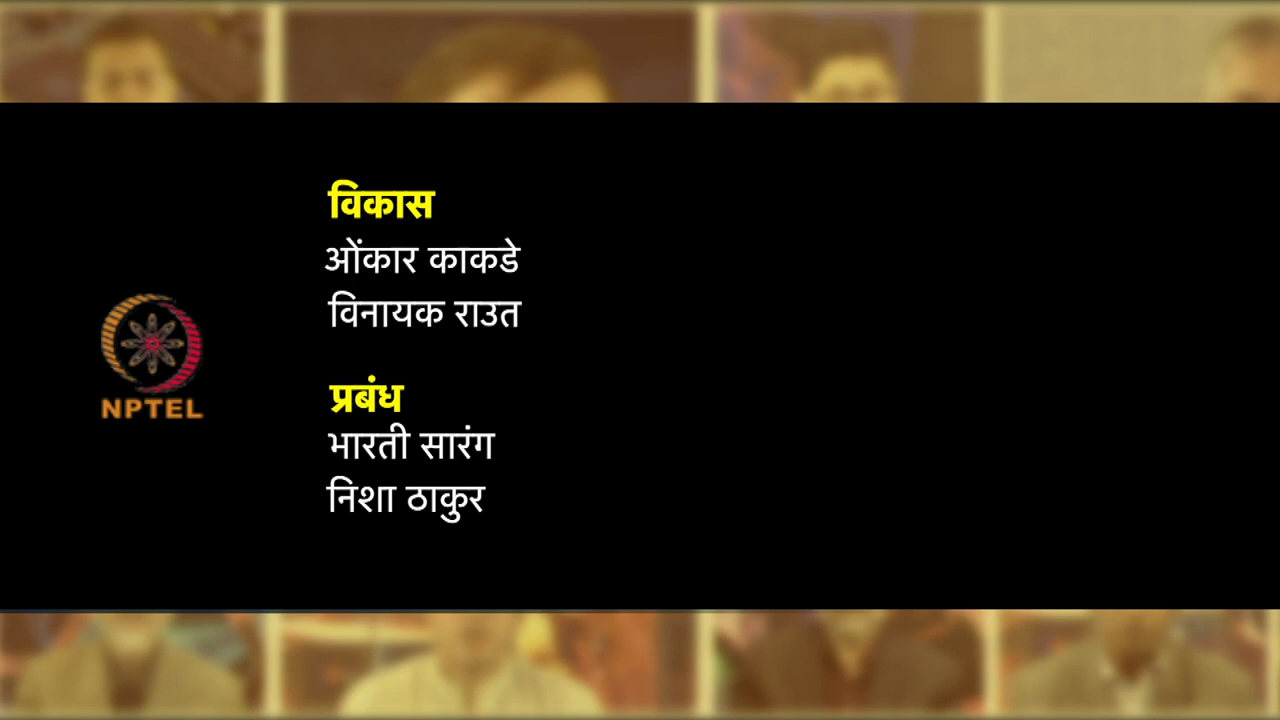 विकास
ओंकार काकडे
विनायक राउत
प्रबंध
भारती सारंग
निशा ठाकुर
NPTEL